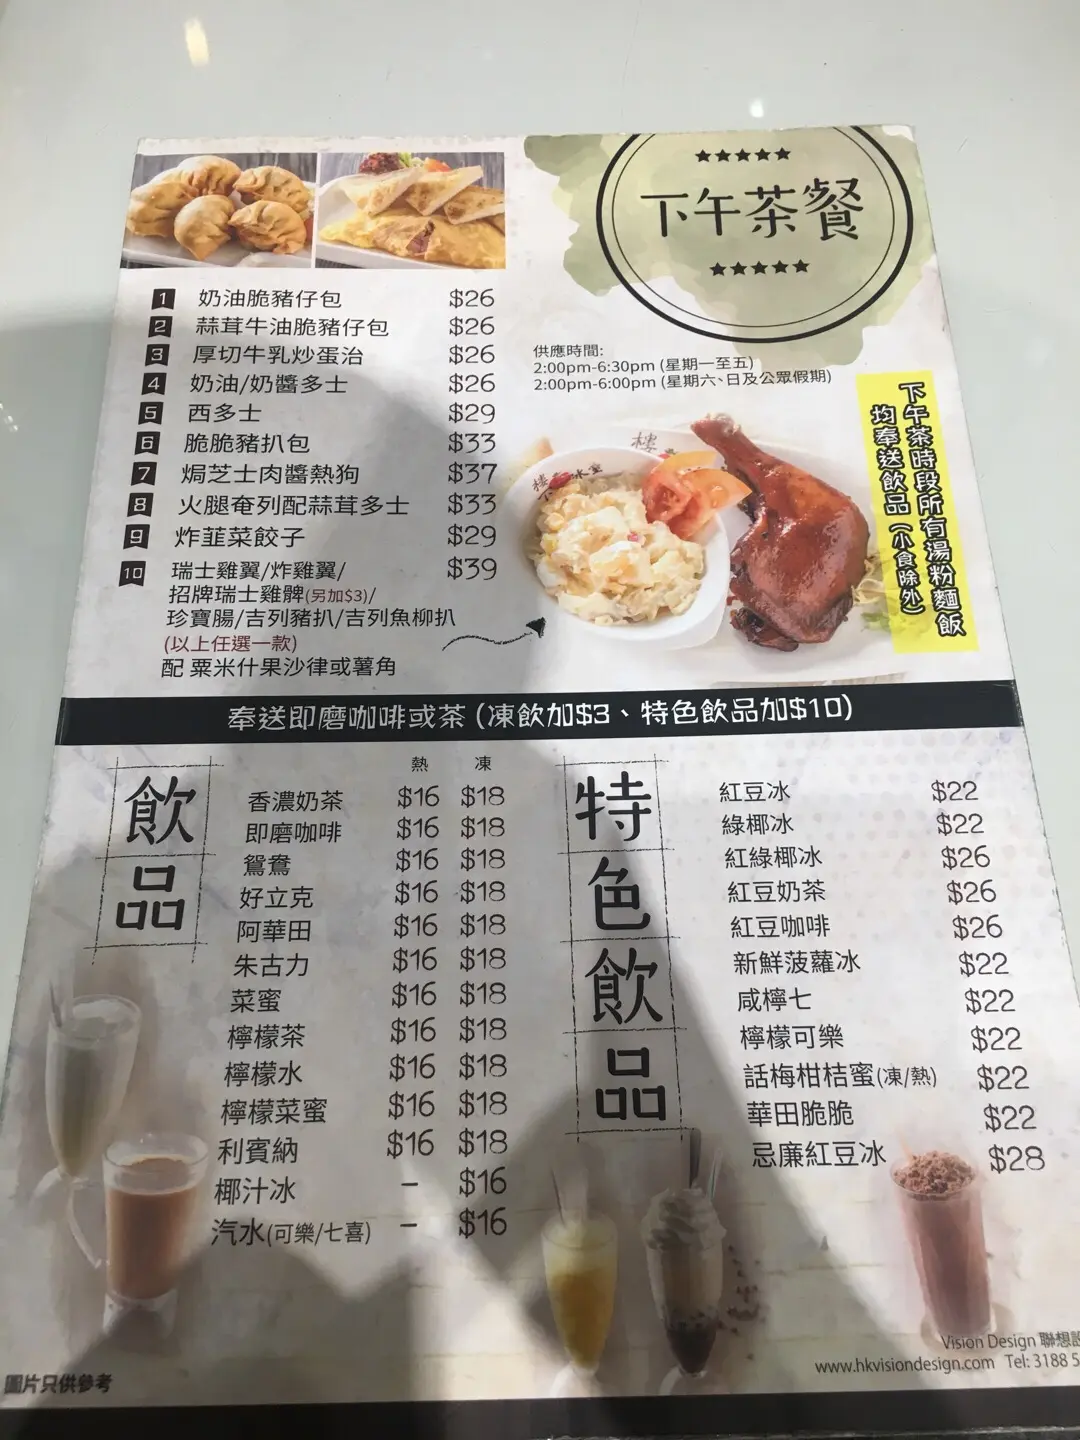 ★★★★★
下午茶餐
★★★★★
1 奶油脆豬仔包 $26
2 蒜茸牛油脆豬仔包 $26
3 厚切牛乳炒蛋治 $26
4 奶油/奶醬多士 $26
5 西多士 $29
6 脆脆豬扒包 $33
7 焗芝士肉醬熱狗 $37
8 火腿奄列配蒜茸多士 $33
9 炸韮菜餃子 $29
10 瑞士雞翼/炸雞翼/ $39
招牌瑞士雞髀(另加$3)/
珍寶腸/吉列豬扒/吉列魚柳扒
(以上任選一款)
配 粟米什果沙律或薯角
供應時間:
2:00pm-6:30pm (星期一至五)
2:00pm-6:00pm (星期六、日及公眾假期)
下午茶時段所有湯粉麵飯
均奉送飲品（小食除外）
奉送即磨咖啡或茶 (凍飲加$3、特色飲品加$10)
飲品
熱 凍
香濃奶茶 $16 $18
即磨咖啡 $16 $18
鴛鴦 $16 $18
好立克 $16 $18
阿華田 $16 $18
朱古力 $16 $18
菜蜜 $16 $18
檸檬茶 $16 $18
檸檬水 $16 $18
檸檬菜蜜 $16 $18
利賓納 $16 $18
椰汁冰 – $16
汽水(可樂/七喜) – $16
特色飲品
紅豆冰 $22
綠椰冰 $22
紅綠椰冰 $26
紅豆奶茶 $26
紅豆咖啡 $26
新鮮菠蘿冰 $22
咸檸七 $22
檸檬可樂 $22
話梅柑桔蜜(凍/熱) $22
華田脆脆 $22
忌廉紅豆冰 $28
圖片只供參考
Vision Design 聯想設
www.hkvisiondesign.com Tel: 3188 5